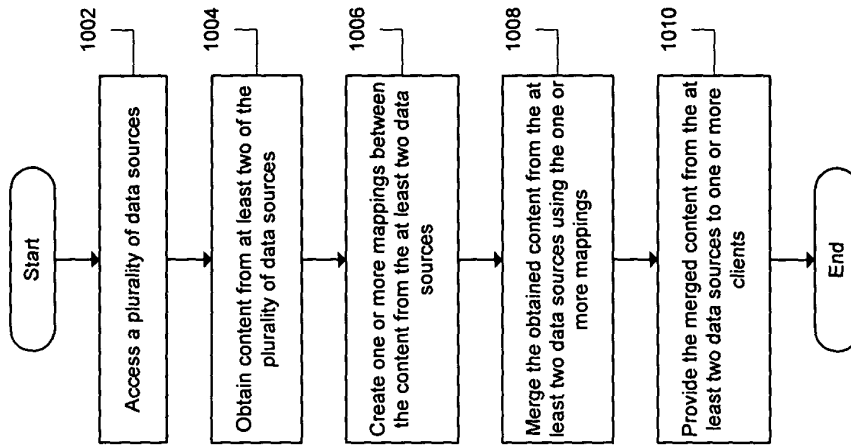 Start
1002
Access a plurality of data sources
1004
Obtain content from at least two of the
plurality of data sources
1006
Create one or more mappings between
the content from the at least two data
sources
1008
Merge the obtained content from the at
least two data sources using the one or
more mappings
1010
Provide the merged content from the at
least two data sources to one or more
clients
End